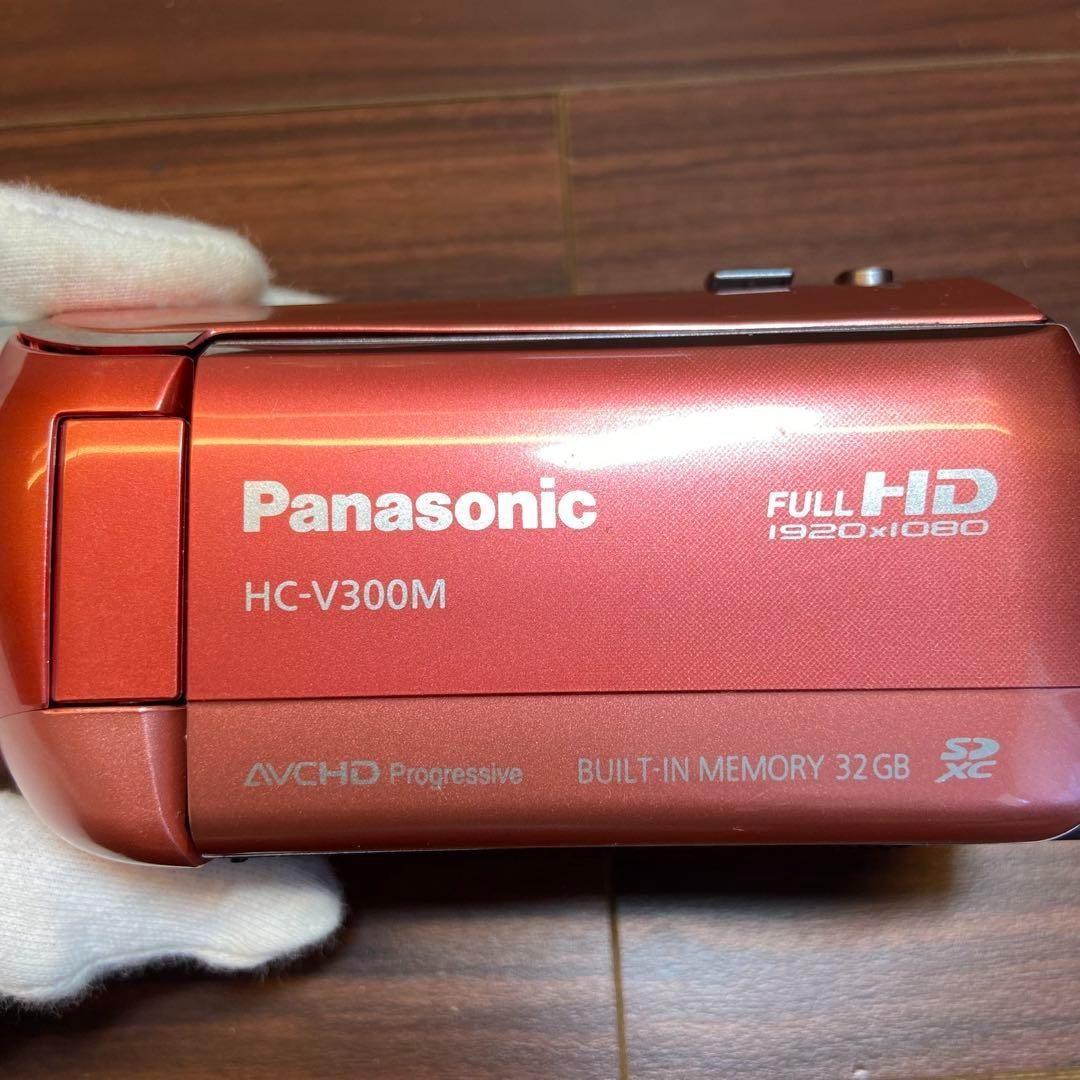 Panasonic
FULL HD
1920x1080
HC-V300M
AVCHD Progressive
BUILT-IN MEMORY 32GB
SD
XC